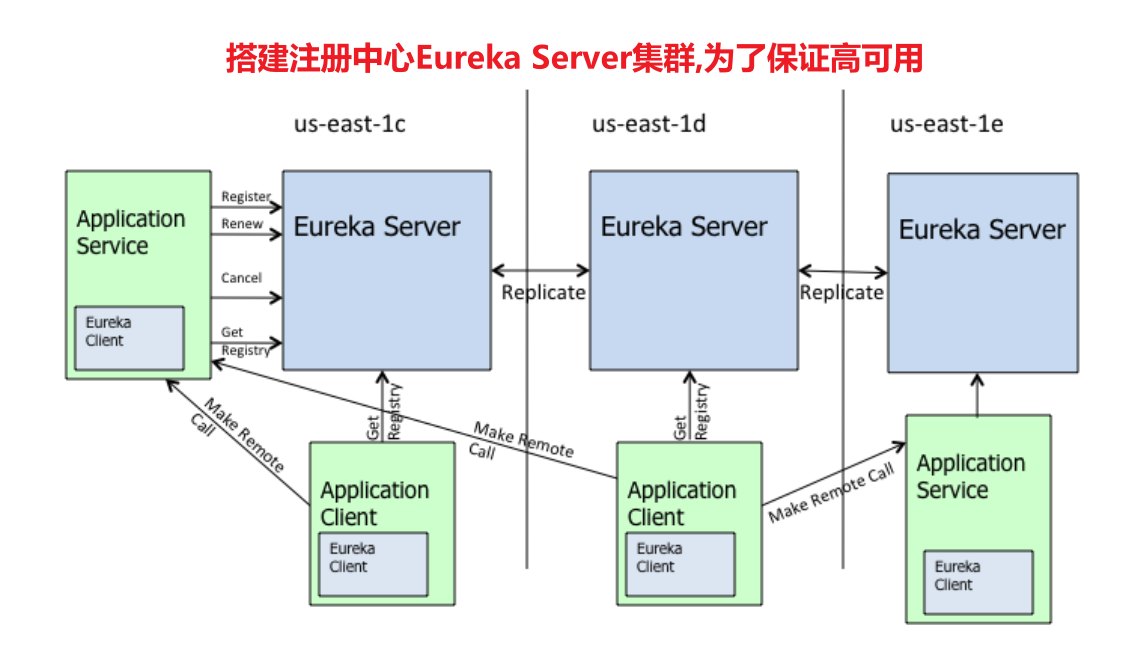 搭建注册中心Eureka Server集群,为了保证高可用
us-east-1c
us-east-1d
us-east-1e
Application
Service
Eureka
Client
Register
Renew
Cancel
Get
Registry
Eureka Server
Replicate
Eureka Server
Replicate
Eureka Server
Make Remote
Call
Get
Registry
Make Remote
Call
Get
Registry
Make Remote Call
Application
Client
Eureka
Client
Application
Client
Eureka
Client
Application
Service
Eureka
Client